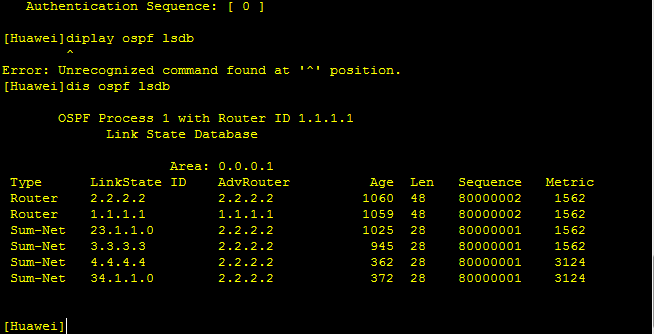 Authentication Sequence: [ 0 ]
[Huawei]diplay ospf lsdb
^
Error: Unrecognized command found at '^' position.
[Huawei]dis ospf lsdb
OSPF Process 1 with Router ID 1.1.1.1
Link State Database
Area: 0.0.0.1
Type LinkState ID AdvRouter Age Len Sequence Metric
Router 2.2.2.2 2.2.2.2 1060 48 80000002 1562
Router 1.1.1.1 1.1.1.1 1059 48 80000002 1562
Sum-Net 23.1.1.0 2.2.2.2 1025 28 80000001 1562
Sum-Net 3.3.3.3 2.2.2.2 945 28 80000001 1562
Sum-Net 4.4.4.4 2.2.2.2 362 28 80000001 3124
Sum-Net 34.1.1.0 2.2.2.2 372 28 80000001 3124
[Huawei]